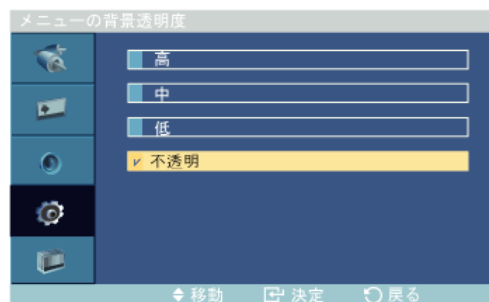 メニューの背景透明度
高
中
低
不透明
移動 決定 戻る